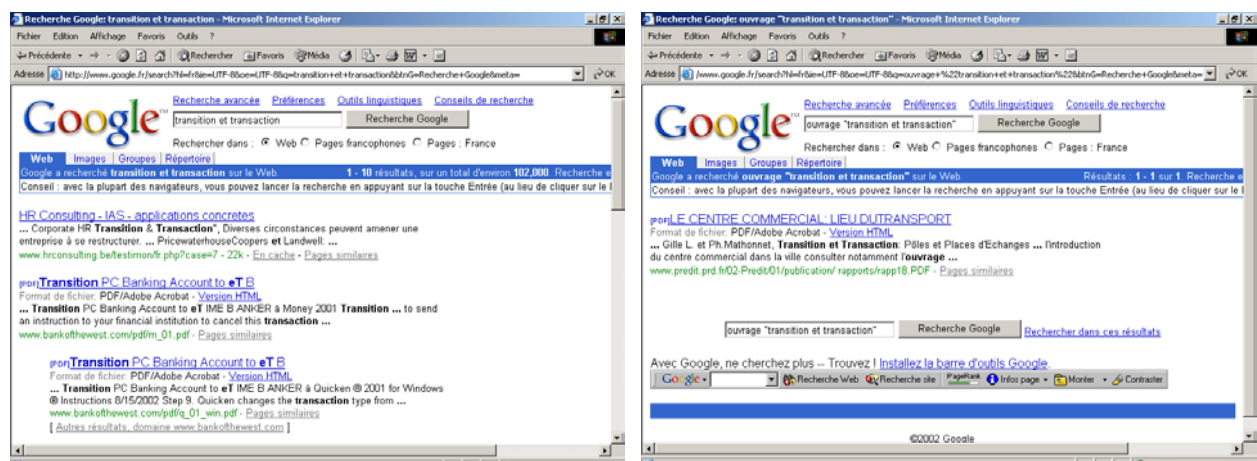 Recherche Google: transition et transaction - Microsoft Internet Explorer
Fichier Edition Affichage Favoris Outils ?
Précédente Rechercher Favoris Média
Adresse http://www.google.fr/search?hl=fr&ie=UTF-8&oe=UTF-8&q=transition+et+transaction&btnG=Recherche+Google&meta= OK
Recherche avancée Préférences Outils linguistiques Conseils de recherche
Google™
transition et transaction Recherche Google
Rechercher dans : Web Pages francophones Pages : France
Web Images Groupes Répertoire
Google a recherché transition et transaction sur le Web. 1 - 10 résultats, sur un total d'environ 102,000. Recherche e
Conseil : avec la plupart des navigateurs, vous pouvez lancer la recherche en appuyant sur la touche Entrée (au lieu de cliquer sur le l
HR Consulting - IAS - applications concretes
... Corporate HR Transition & Transaction", Diverses circonstances peuvent amener une
entreprise à se restructurer. ... PricewaterhouseCoopers et Landwell: ...
www.hrconsulting.be/testimon/fr.php?case=7 - 22k - En cache - Pages similaires
[PDF]Transition PC Banking Account to eT B
Format de fichier: PDF/Adobe Acrobat - Version HTML
... Transition PC Banking Account to eT IME B ANKER à Money 2001 Transition ... to send
an instruction to your financial institution to cancel this transaction ...
www.bankofthewest.com/pdf/m_01.pdf - Pages similaires
[PDF]Transition PC Banking Account to eT B
Format de fichier: PDF/Adobe Acrobat - Version HTML
... Transition PC Banking Account to eT IME B ANKER à Quicken ® 2001 for Windows
® Instructions 8/15/2002 Step 9. Quicken changes the transaction type from ...
www.bankofthewest.com/pdf/q_01_win.pdf - Pages similaires
[ Autres résultats, domaine www.bankofthewest.com ]
Recherche Google: ouvrage "transition et transaction" - Microsoft Internet Explorer
Fichier Edition Affichage Favoris Outils ?
Précédente Rechercher Favoris Média
Adresse /www.google.fr/search?hl=fr&ie=UTF-8&oe=UTF-8&q=ouvrage+%22transition+et+transaction%22&btnG=Recherche+Google&meta= OK
Recherche avancée Préférences Outils linguistiques Conseils de recherche
Google™
ouvrage "transition et transaction" Recherche Google
Rechercher dans : Web Pages francophones Pages : France
Web Images Groupes Répertoire
Google a recherché ouvrage "transition et transaction" sur le Web. Résultats : 1 - 1 sur 1. Recherche e
Conseil : avec la plupart des navigateurs, vous pouvez lancer la recherche en appuyant sur la touche Entrée (au lieu de cliquer sur le l
[PDF]LE CENTRE COMMERCIAL: LIEU DUTRANSPORT
Format de fichier: PDF/Adobe Acrobat - Version HTML
... Gille L. et Ph.Mathonnet, Transition et Transaction: Pôles et Places d'Echanges ... l'introduction
du centre commercial dans la ville consulter notamment l'ouvrage ...
www.predit.prd.fr/02-Predit/01/publication/ rapports/rapp18.PDF - Pages similaires
ouvrage "transition et transaction" Recherche Google Rechercher dans ces résultats
Avec Google, ne cherchez plus -- Trouvez ! Installez la barre d'outils Google.
Google Recherche Web Recherche site PageRank Infos page Monter Contraster
©2002 Google